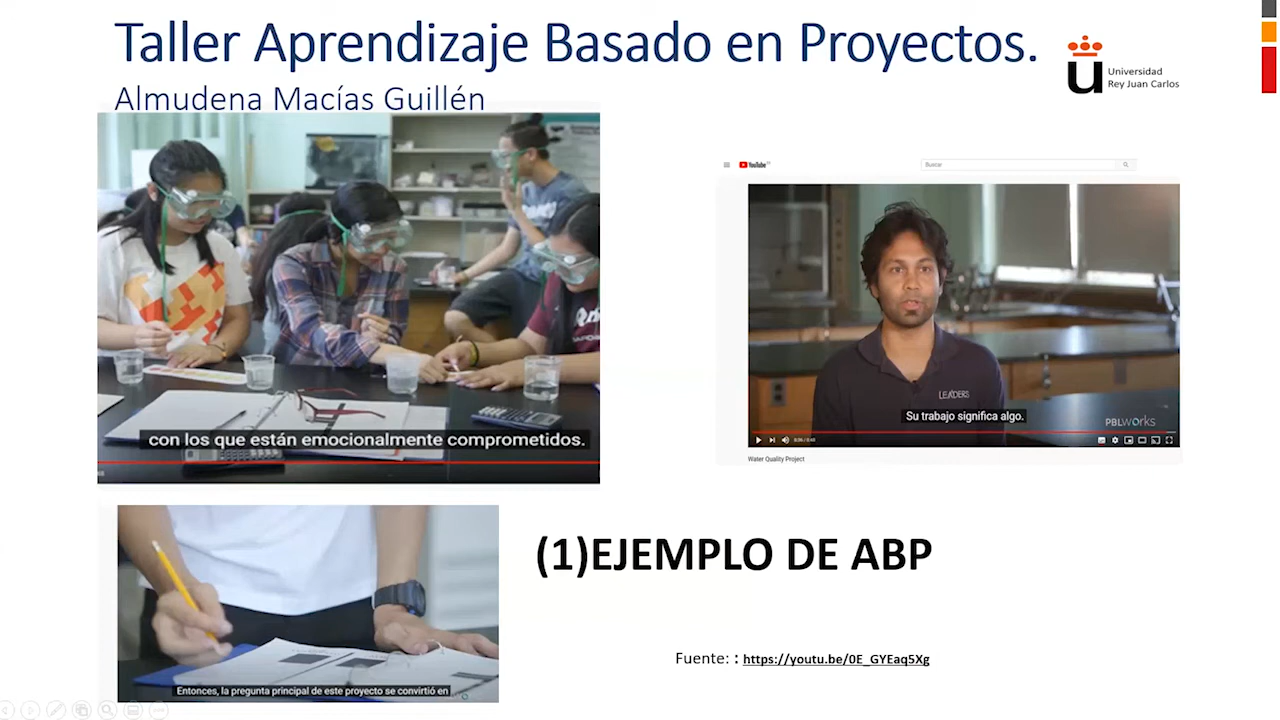 Taller Aprendizaje Basado en Proyectos.
Almudena Macías Guillén
Universidad
Rey Juan Carlos
con los que están emocionalmente comprometidos.
YouTube
Buscar
LEADERS
Su trabajo significa algo.
PBLWORKS
Water Quality Project
(1)EJEMPLO DE ABP
Entonces, la pregunta principal de este proyecto se convirtió en
Fuente: : https://youtu.be/0E_GYEaq5Xg